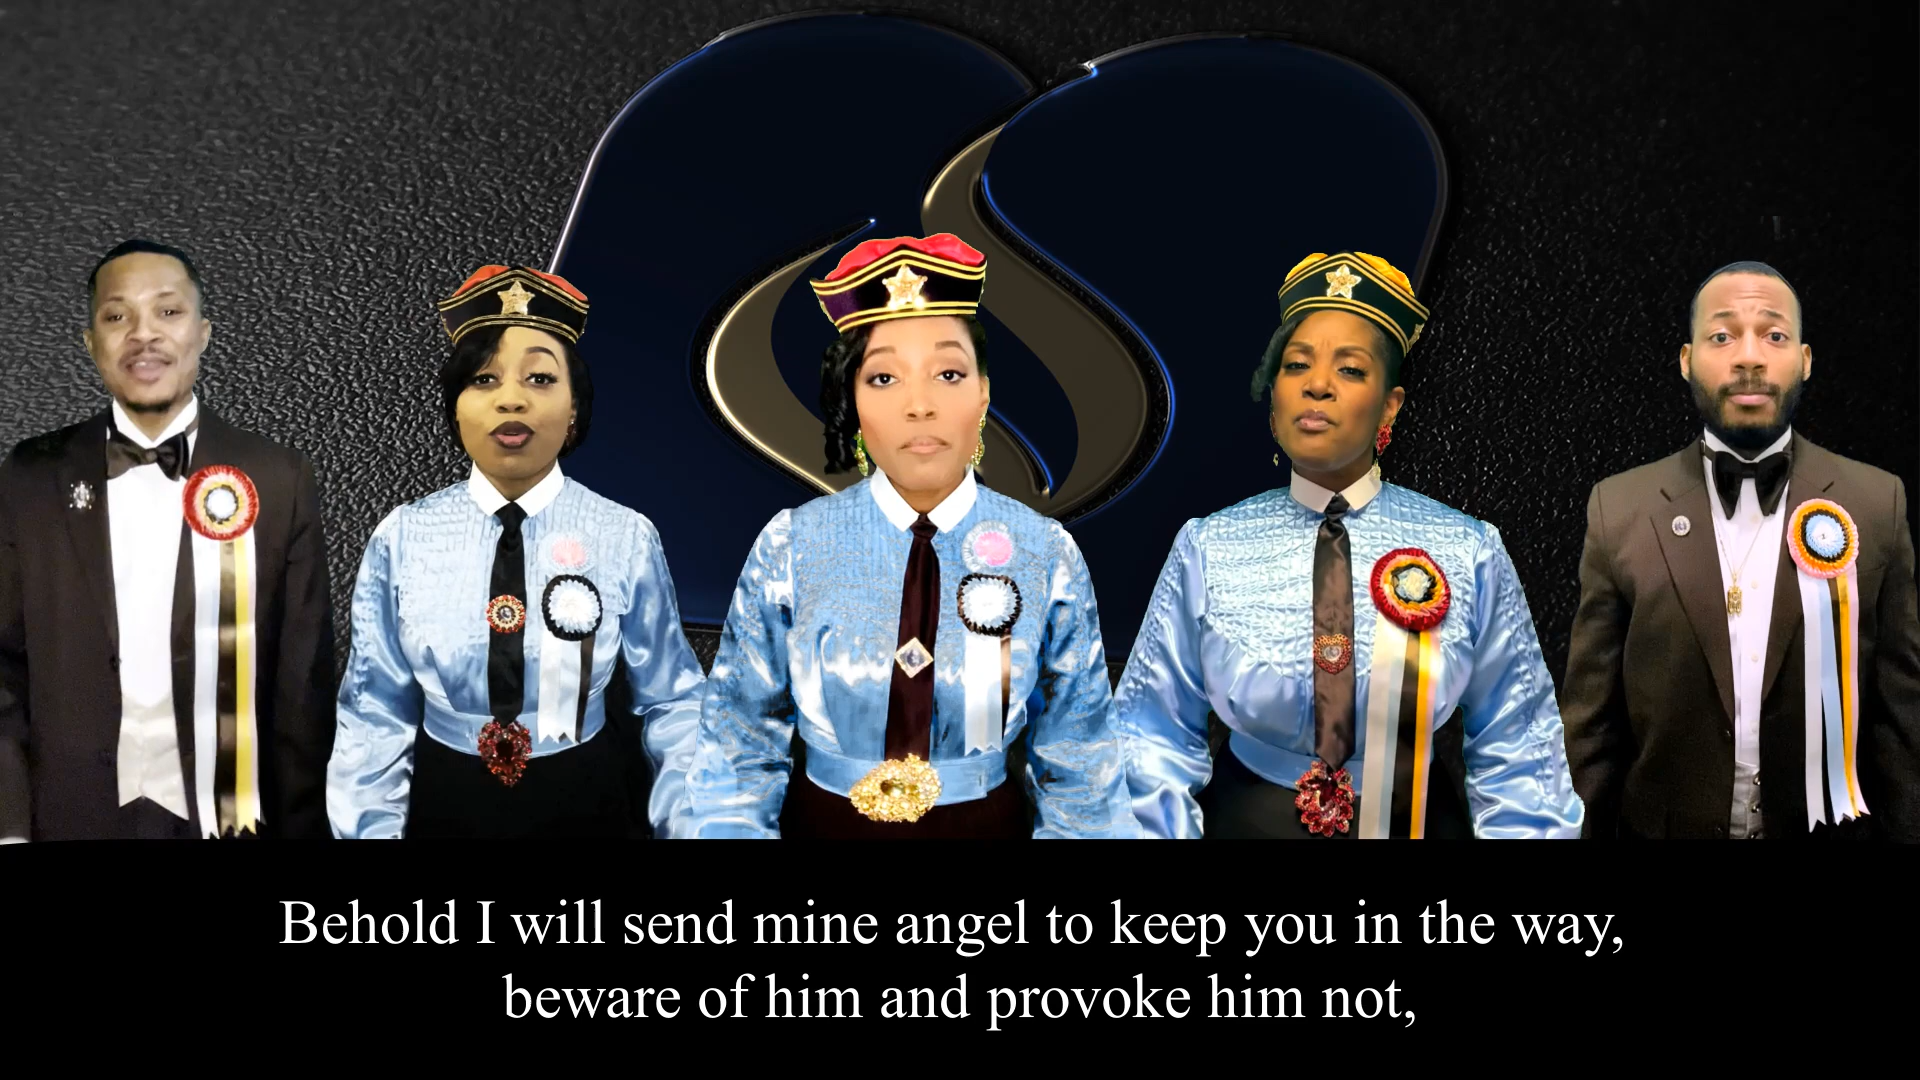 Behold I will send mine angel to keep you in the way,
beware of him and provoke him not,